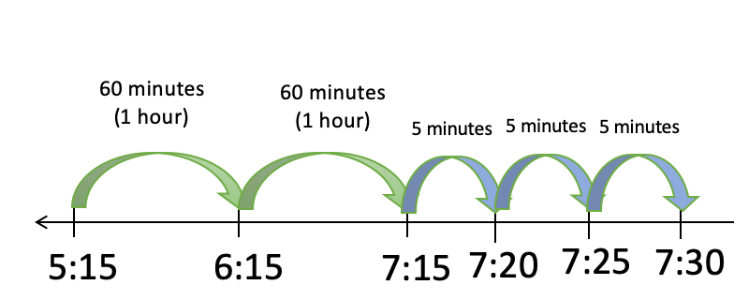 60 minutes
(1 hour)
60 minutes
(1 hour)
5 minutes
5 minutes
5 minutes
5:15
6:15
7:15
7:20
7:25
7:30